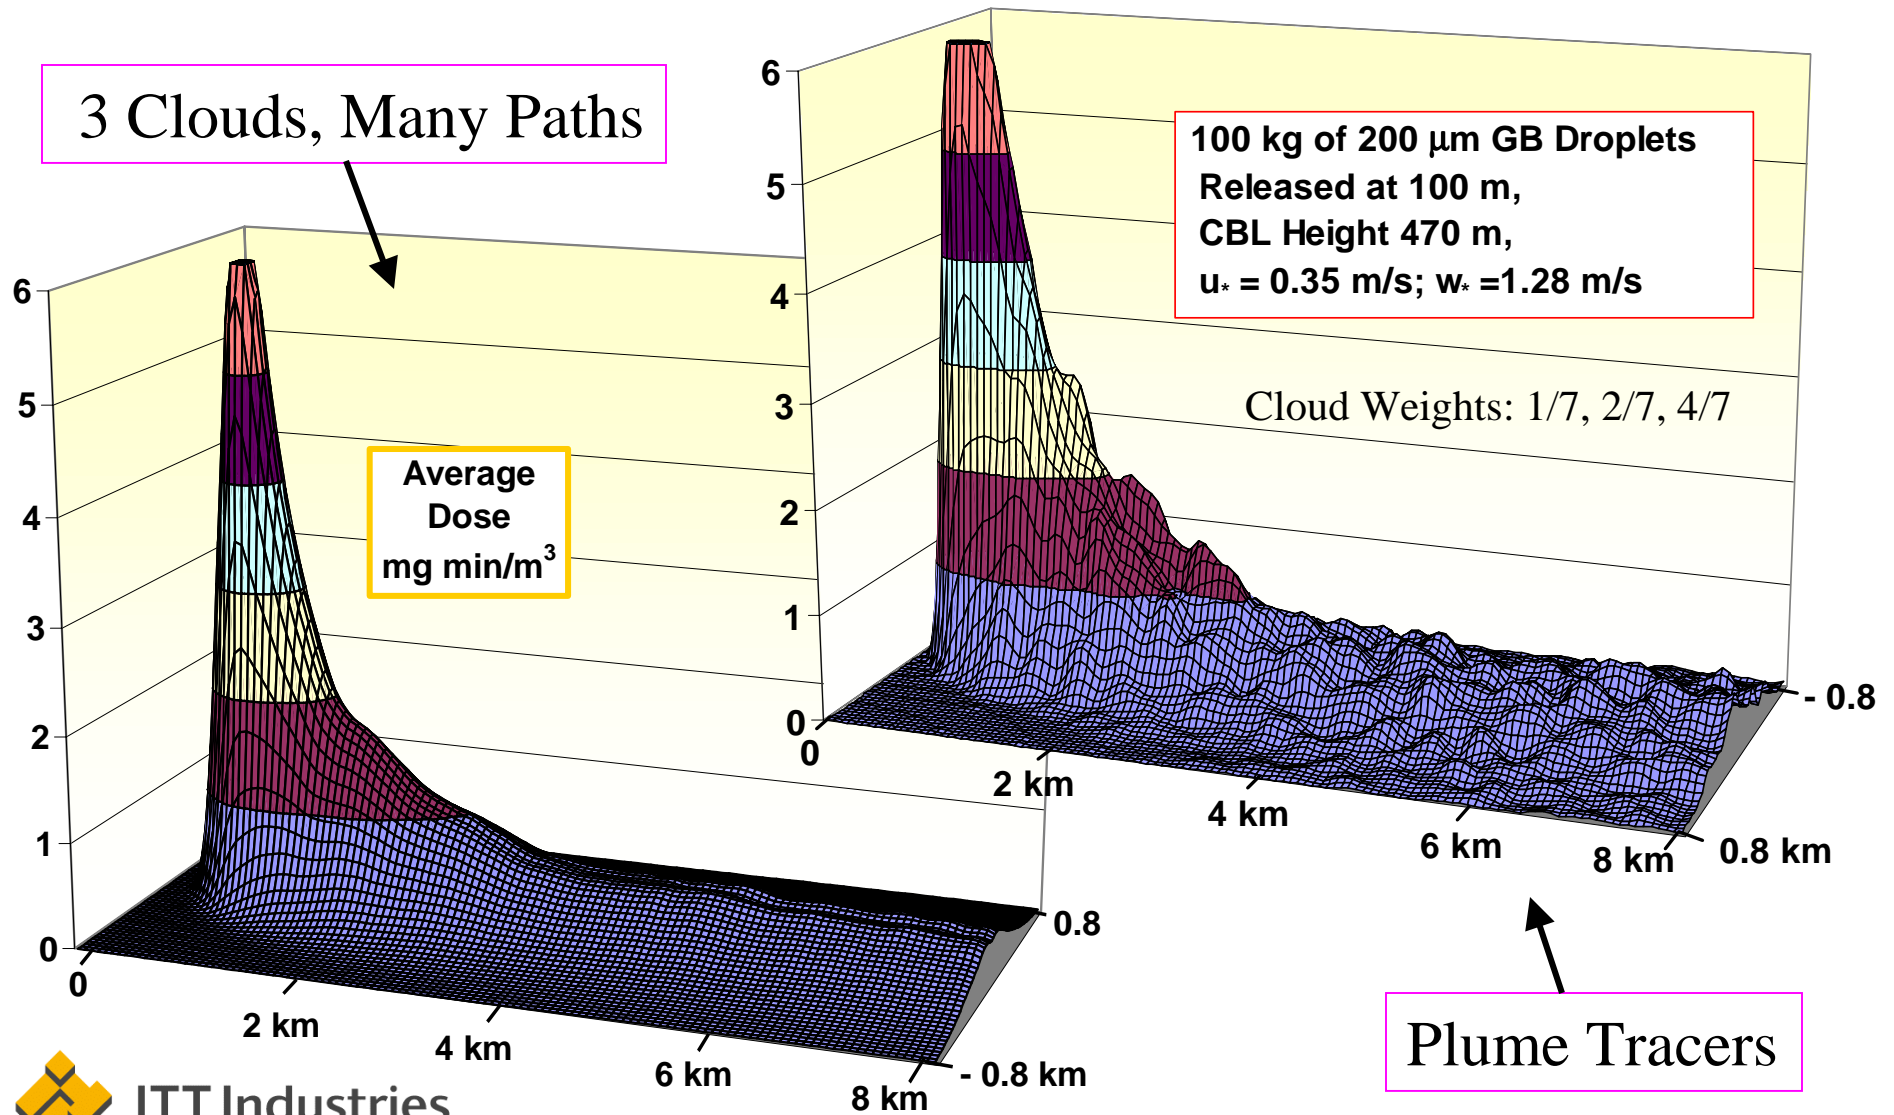 3 Clouds, Many Paths
100 kg of 200 µm GB Droplets
Released at 100 m,
CBL Height 470 m,
u* = 0.35 m/s; w* =1.28 m/s
Cloud Weights: 1/7, 2/7, 4/7
6
5
4
3
2
1
0
0
2 km
4 km
6 km
8 km
0.8 km
- 0.8
Average
Dose
mg min/m³
6
5
4
3
2
1
0
0
2 km
4 km
6 km
8 km
- 0.8 km
0.8
Plume Tracers
ITT Industries